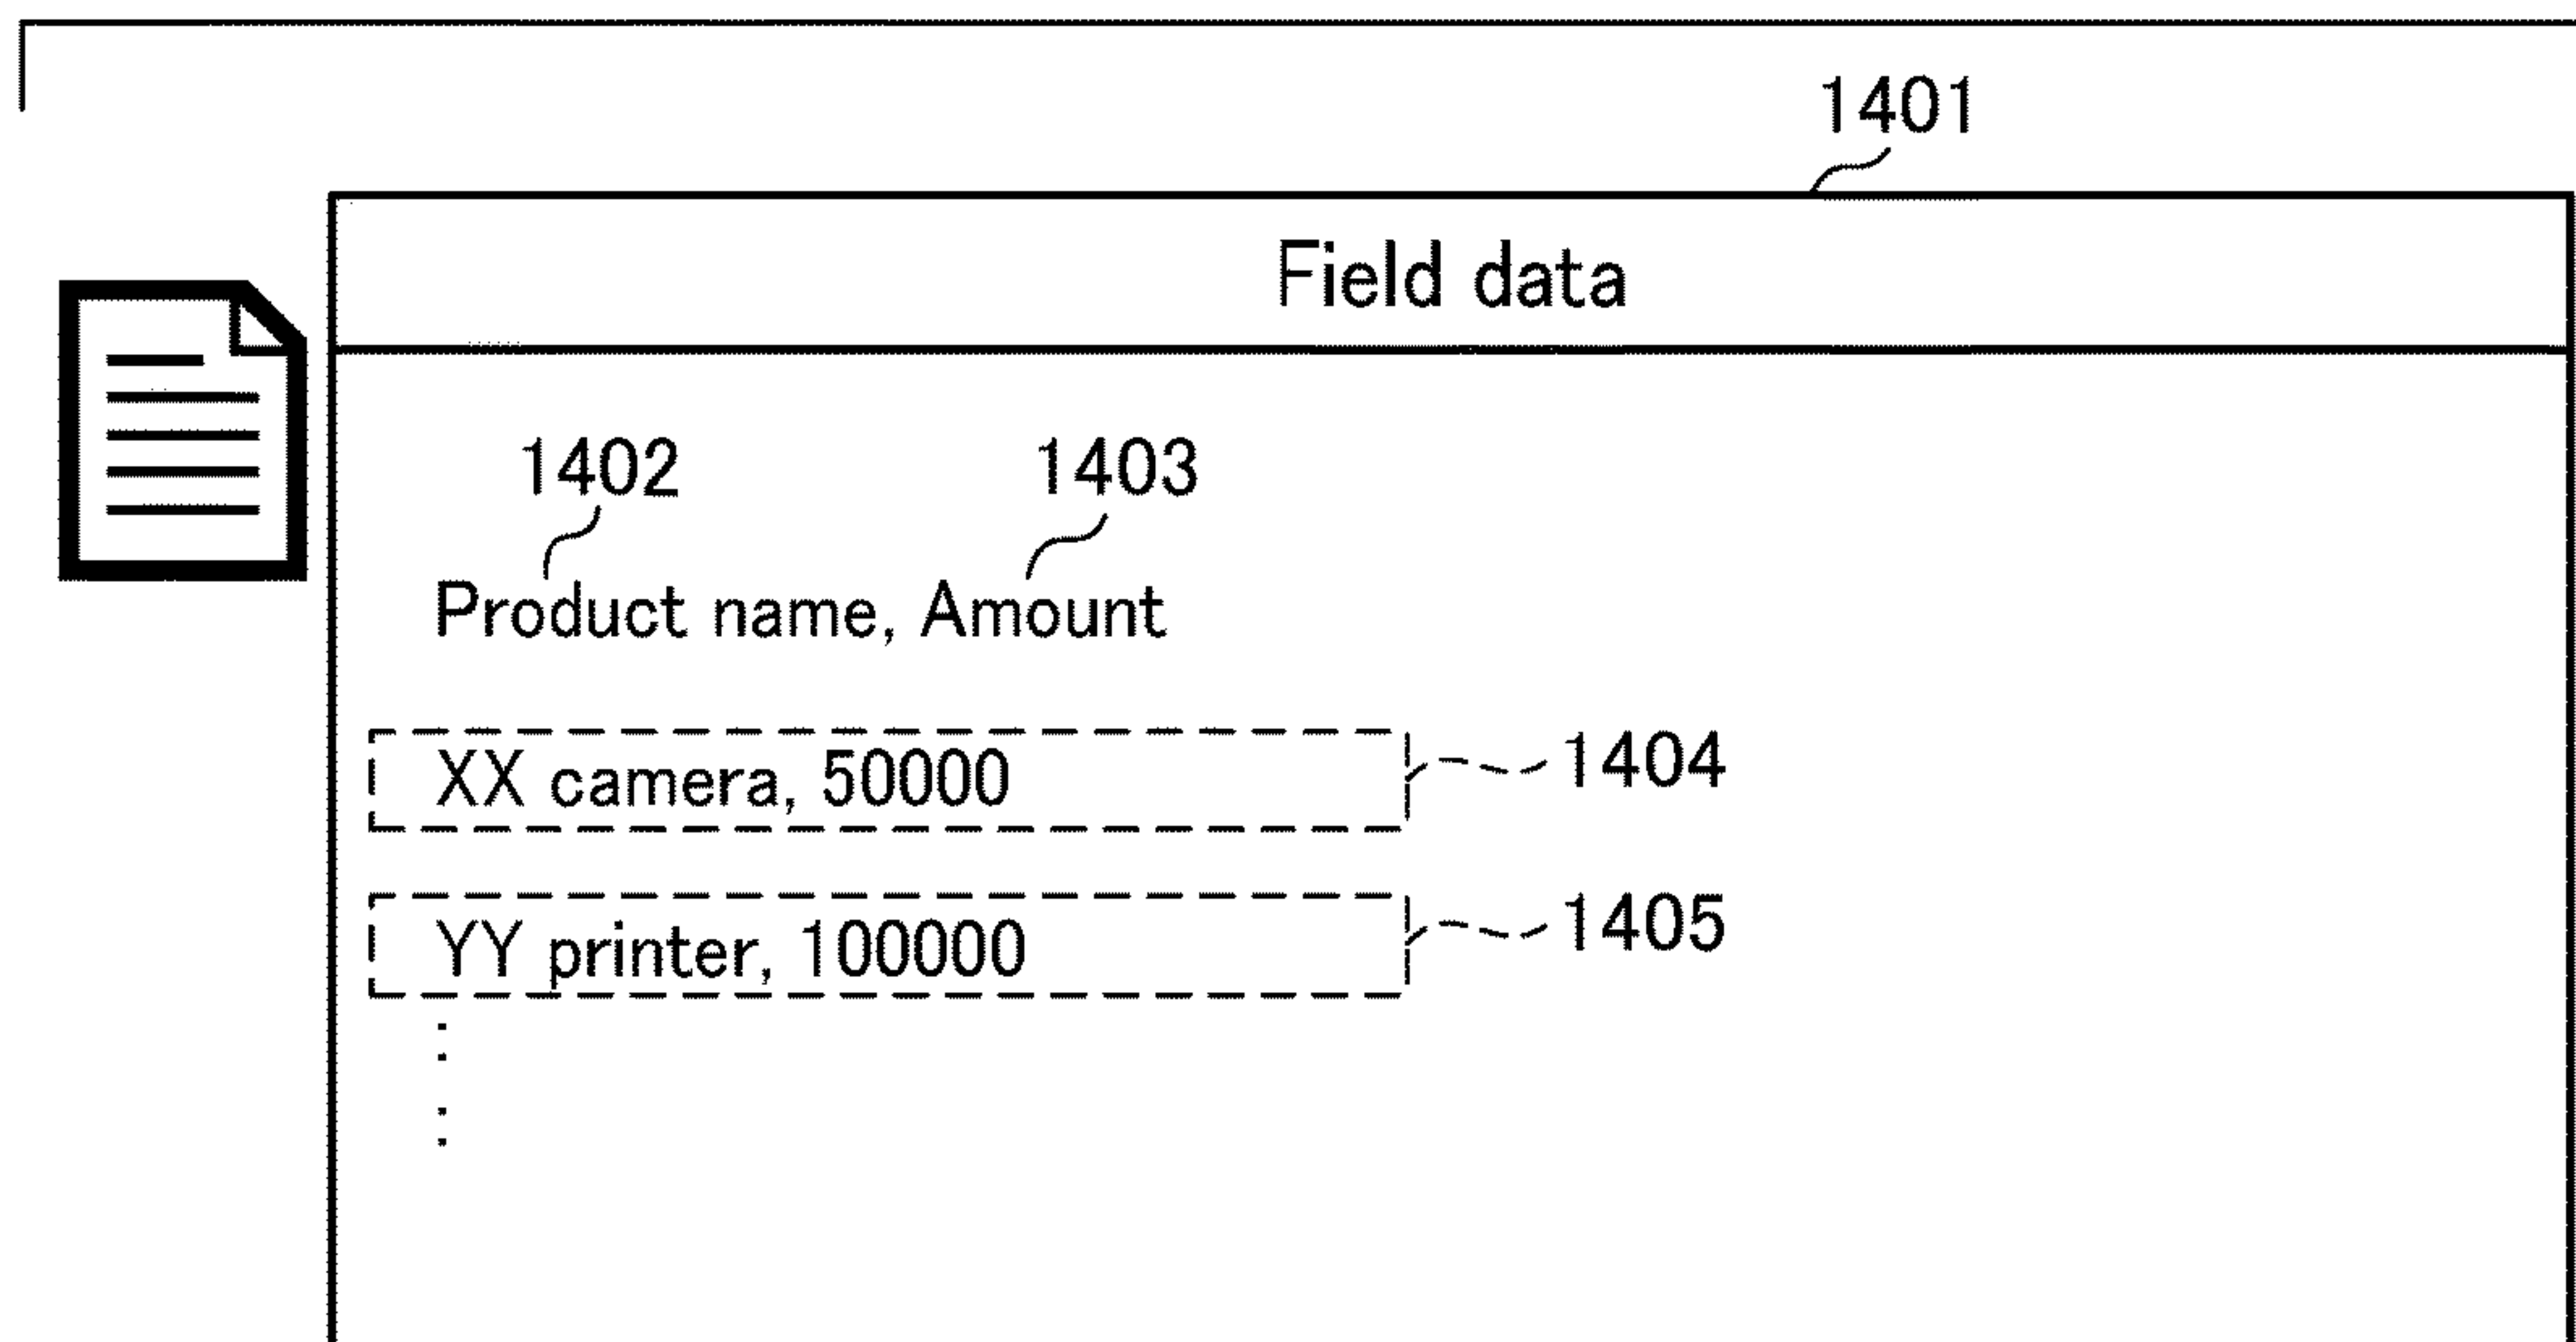 1401
Field data
1402 1403
Product name, Amount
XX camera, 50000 1404
YY printer, 100000 1405